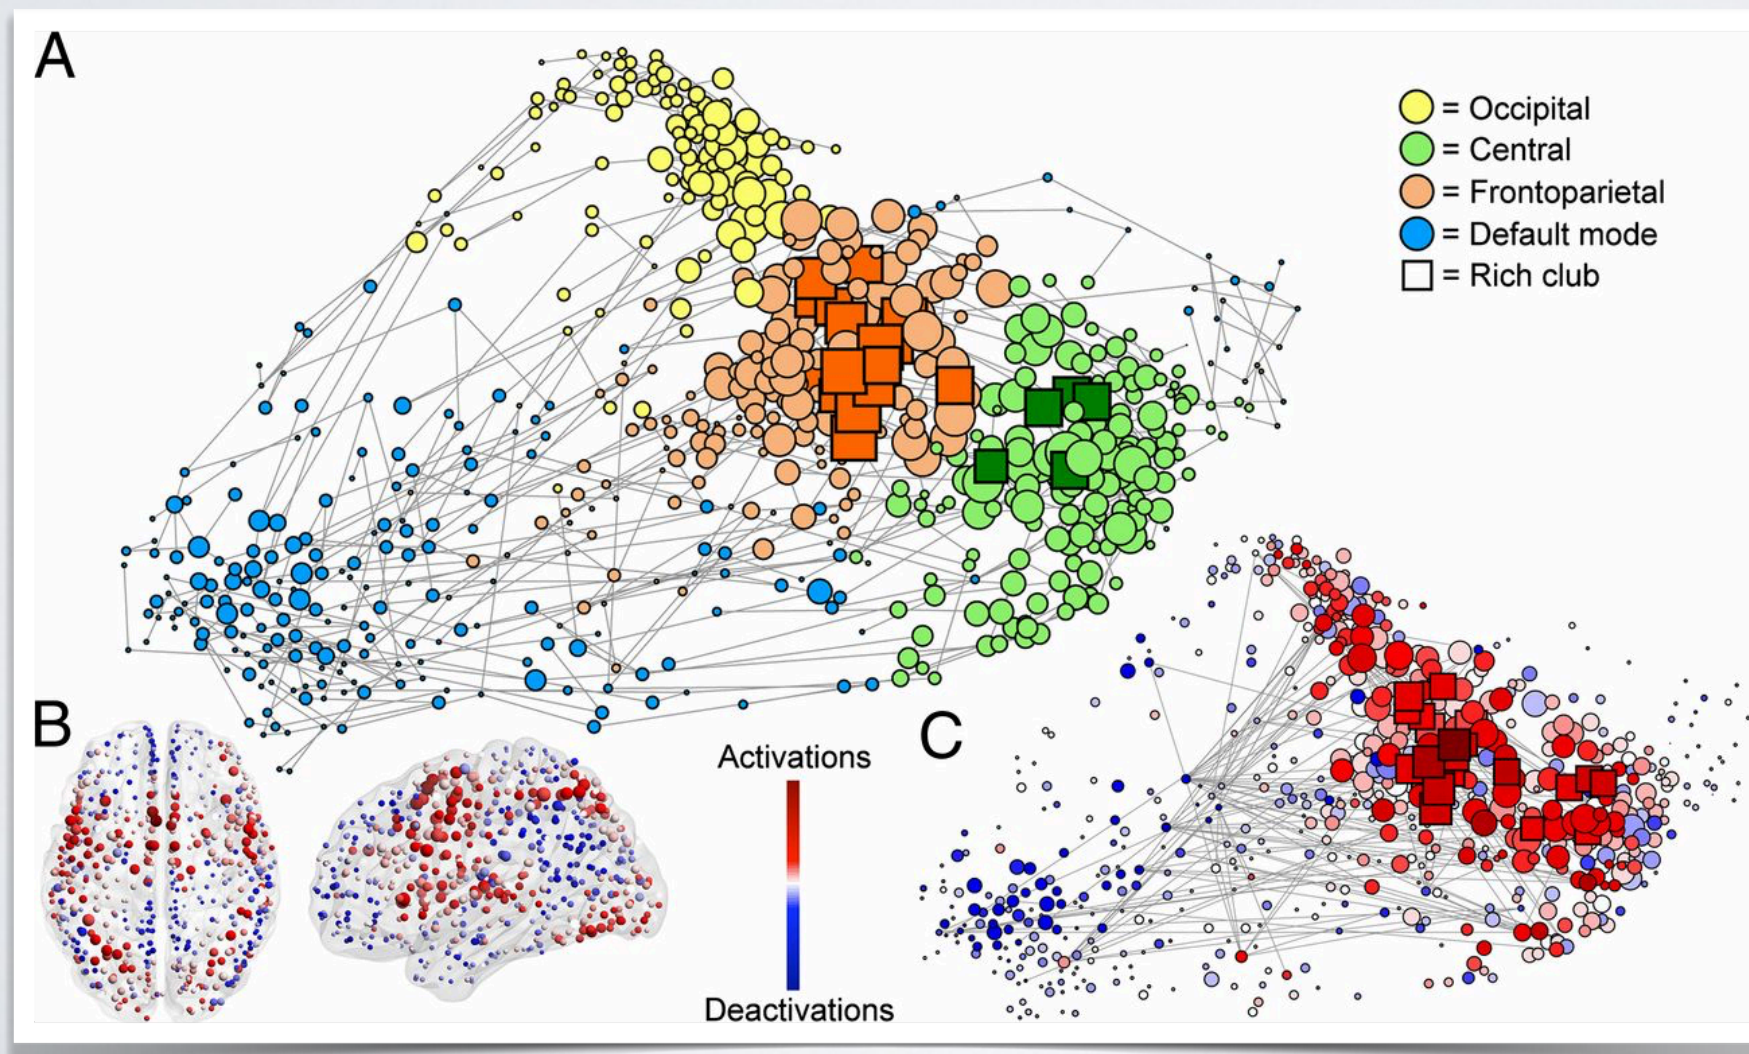 A
= Occipital
= Central
= Frontoparietal
= Default mode
= Rich club
B
Activations
Deactivations
C